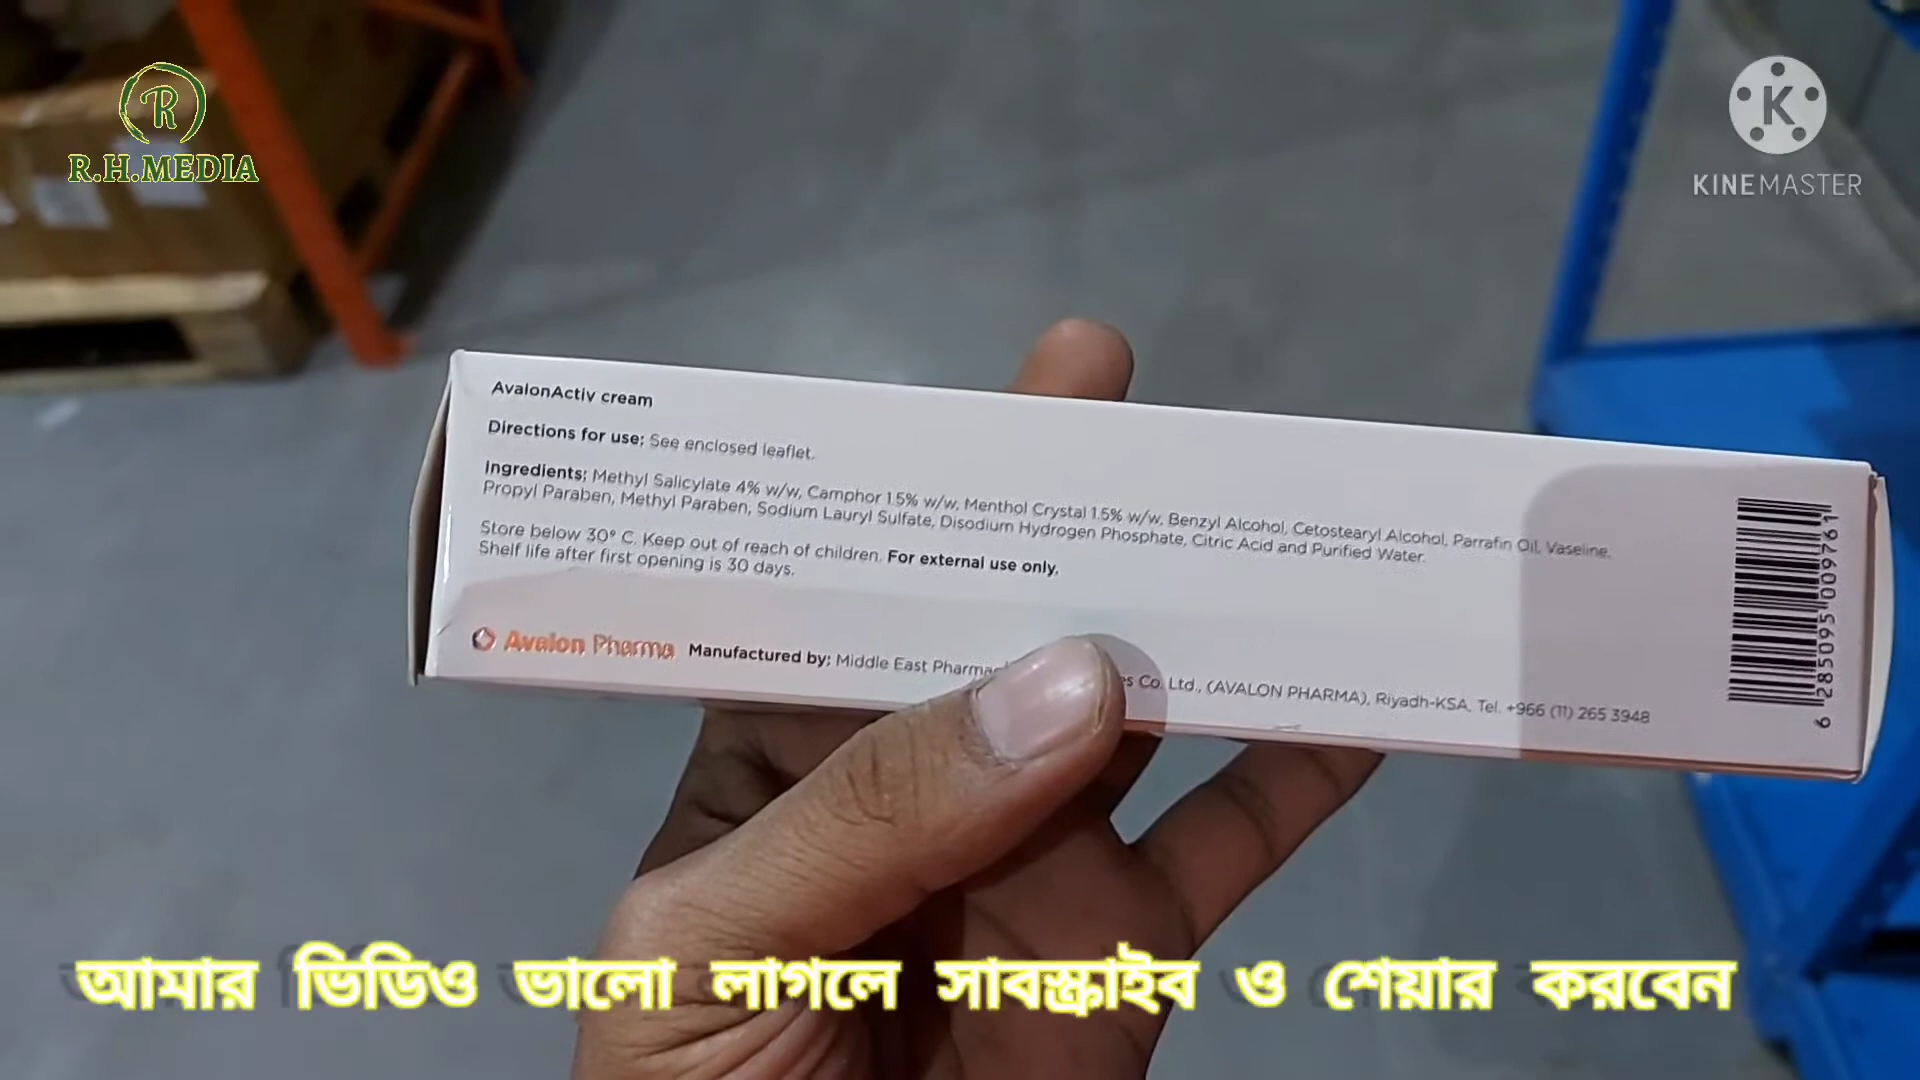 R
R.H.MEDIA
K
KINEMASTER
AvalonActiv cream
Directions for use; See enclosed leaflet.
Ingredients; Methyl Salicylate 4% w/w, Camphor 1.5% w/w, Menthol Crystal 1.5% w/w, Benzyl Alcohol, Cetostearyl Alcohol, Parrafin Oil, Vaseline,
Propyl Paraben, Methyl Paraben, Sodium Lauryl Sulfate, Disodium Hydrogen Phosphate, Citric Acid and Purified Water.
Store below 30° C. Keep out of reach of children. For external use only.
Shelf life after first opening is 30 days.
Avalon Pharma Manufactured by; Middle East Co. Ltd., (AVALON PHARMA), Riyadh-KSA, Tel. +966 (11) 265 3948
6 285095 009761
আমার ভিডিও ভালো লাগলে সাবস্ক্রাইব ও শেয়ার করবেন